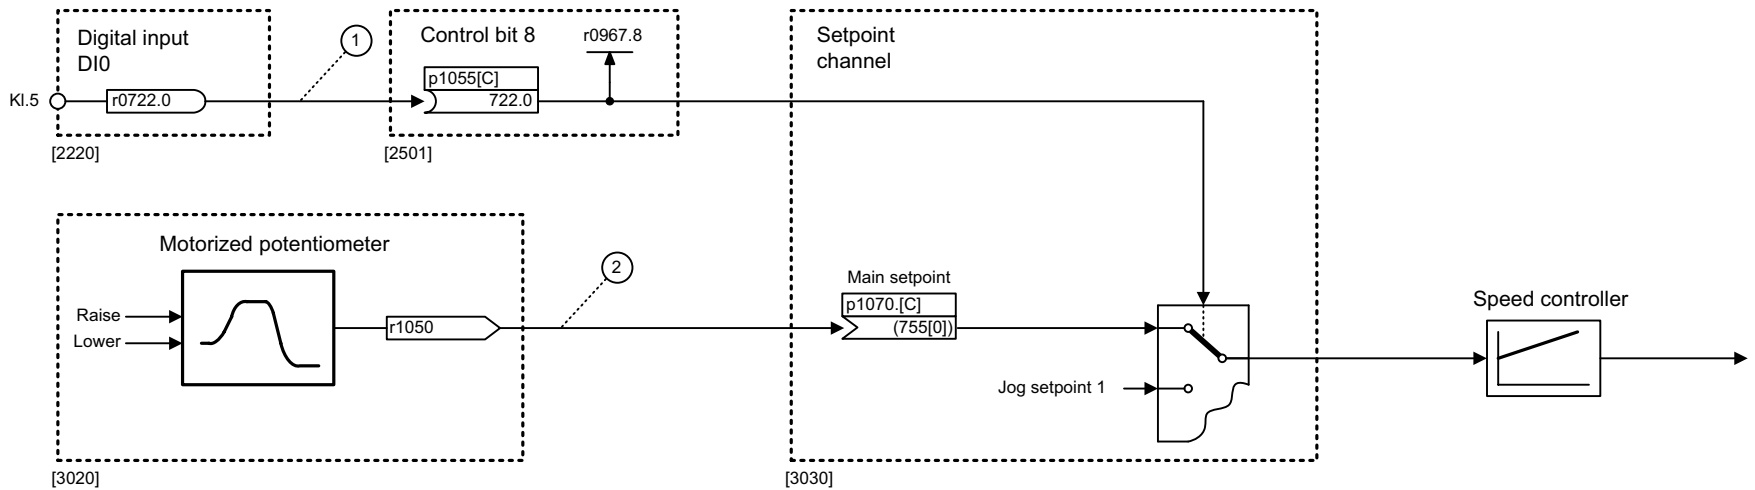 Digital input
DI0
1
Control bit 8
r0967.8
Setpoint
channel
p1055[C]
Kl.5
r0722.0
722.0
[2220]
[2501]
Motorized potentiometer
2
Main setpoint
p1070.[C]
Speed controller
Raise
r1050
(755[0])
Lower
Jog setpoint 1
[3020]
[3030]